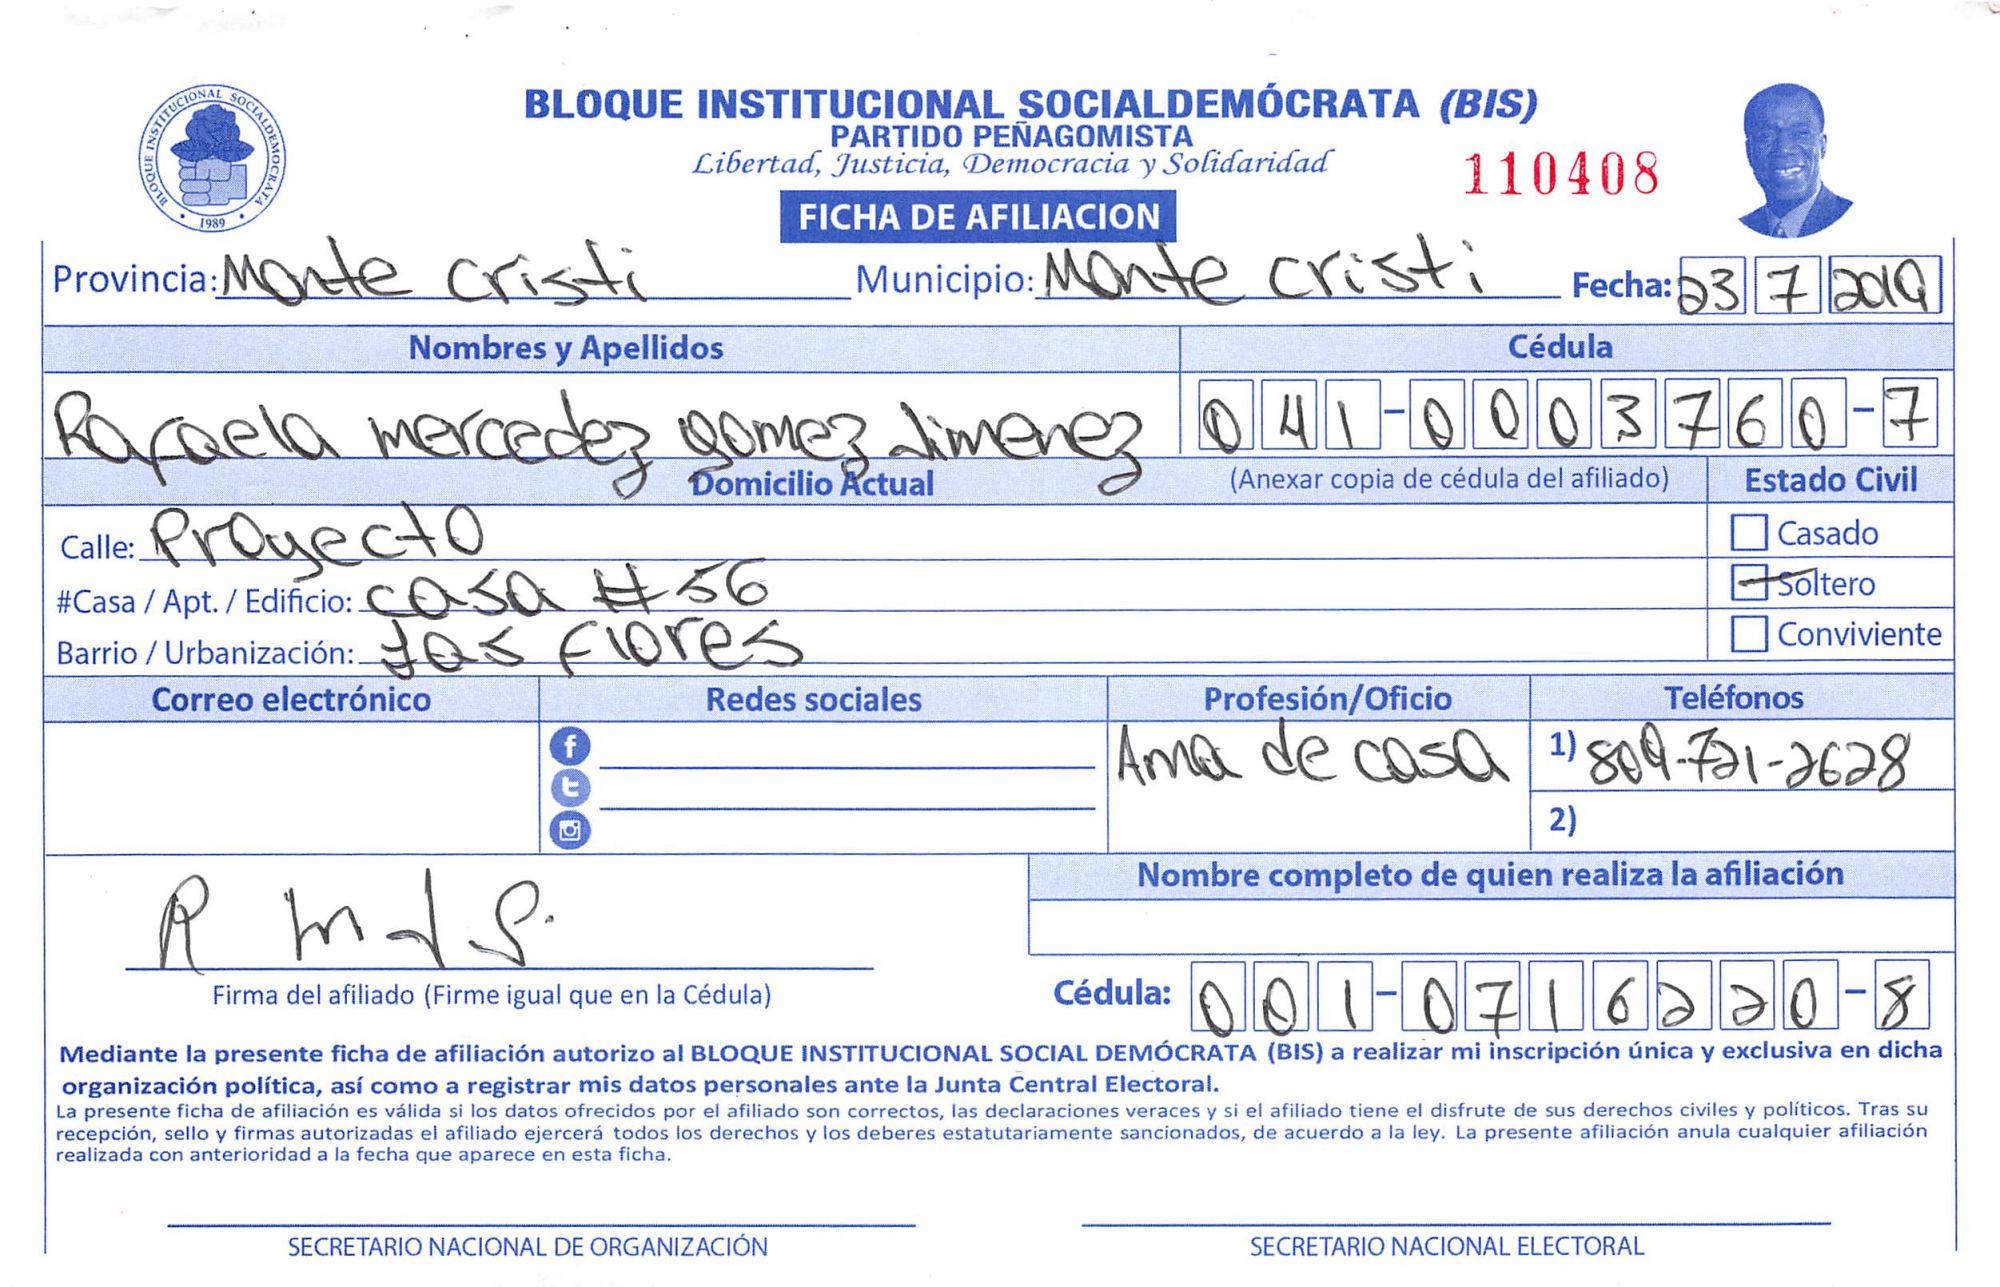 BLOQUE INSTITUCIONAL SOCIALDEMOCRATA
1989
BLOQUE INSTITUCIONAL SOCIALDEMÓCRATA (BIS)
PARTIDO PEÑAGOMISTA
Libertad, Justicia, Democracia y Solidaridad
110408
FICHA DE AFILIACION
Provincia: Monte Cristi Municipio: Monte Cristi Fecha: 23 7 2019
Nombres y Apellidos Cédula
Rafaela mercedez gomez Jimenez 041-0003760-7
Domicilio Actual (Anexar copia de cédula del afiliado) Estado Civil
Calle: Proyecto Casado
#Casa / Apt. / Edificio: casa #56 Soltero
Barrio / Urbanización: Las Flores Conviviente
Correo electrónico Redes sociales Profesión/Oficio Teléfonos
Ama de casa 1) 809-721-2628
2)
Nombre completo de quien realiza la afiliación
R M J G.
Firma del afiliado (Firme igual que en la Cédula) Cédula: 001-0716220-8
Mediante la presente ficha de afiliación autorizo al BLOQUE INSTITUCIONAL SOCIAL DEMÓCRATA (BIS) a realizar mi inscripción única y exclusiva en dicha
organización política, así como a registrar mis datos personales ante la Junta Central Electoral.
La presente ficha de afiliación es válida si los datos ofrecidos por el afiliado son correctos, las declaraciones veraces y si el afiliado tiene el disfrute de sus derechos civiles y políticos. Tras su
recepción, sello y firmas autorizadas el afiliado ejercerá todos los derechos y los deberes estatutariamente sancionados, de acuerdo a la ley. La presente afiliación anula cualquier afiliación
realizada con anterioridad a la fecha que aparece en esta ficha.
SECRETARIO NACIONAL DE ORGANIZACIÓN SECRETARIO NACIONAL ELECTORAL